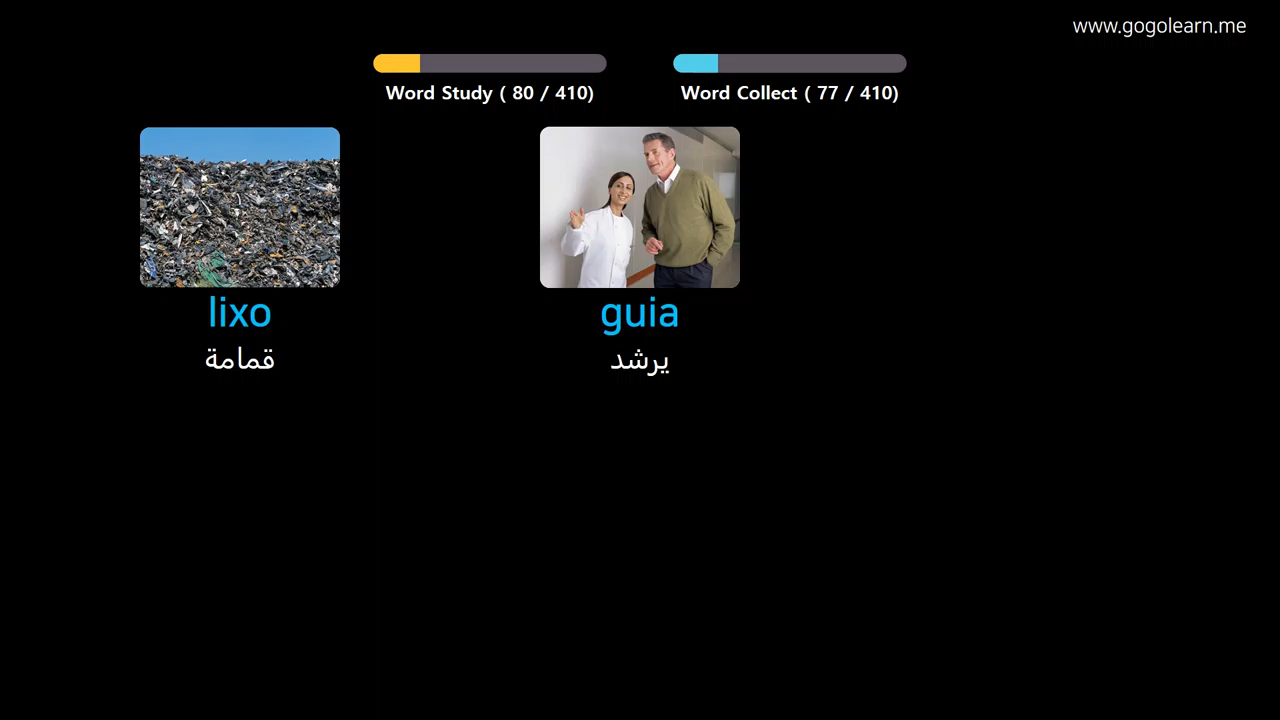 www.gogolearn.me
Word Study ( 80 / 410)
Word Collect ( 77 / 410)
lixo
قمامة
guia
يرشد